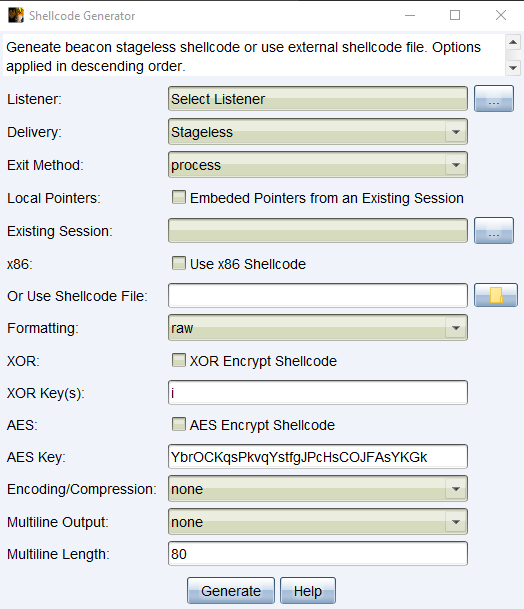 Shellcode Generator
Geneate beacon stageless shellcode or use external shellcode file. Options
applied in descending order.
Listener: Select Listener ...
Delivery: Stageless
Exit Method: process
Local Pointers: Embeded Pointers from an Existing Session
Existing Session: ...
x86: Use x86 Shellcode
Or Use Shellcode File:
Formatting: raw
XOR: XOR Encrypt Shellcode
XOR Key(s): i
AES: AES Encrypt Shellcode
AES Key: YbrOCKqsPkvqYstfgJPcHsCOJFAsYKGk
Encoding/Compression: none
Multiline Output: none
Multiline Length: 80
Generate Help